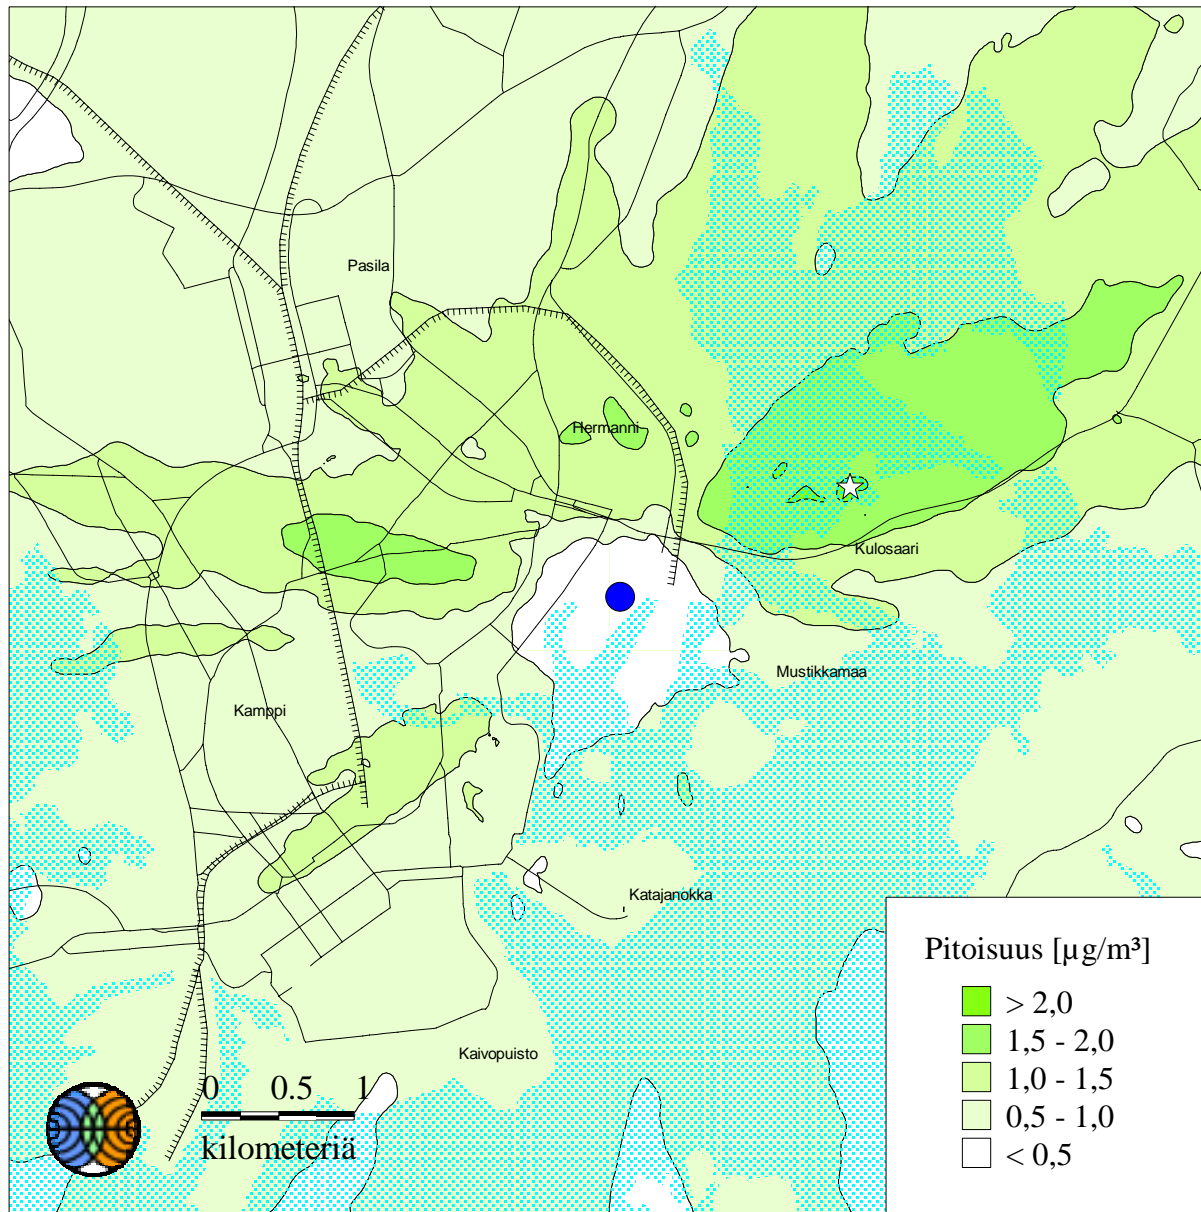 Pasila
Hermanni
Kulosaari
Mustikkamaa
Kamppi
Katajanokka
Kaivopuisto
0 0.5 1
kilometeriä
Pitoisuus [µg/m³]
> 2,0
1,5 - 2,0
1,0 - 1,5
0,5 - 1,0
< 0,5